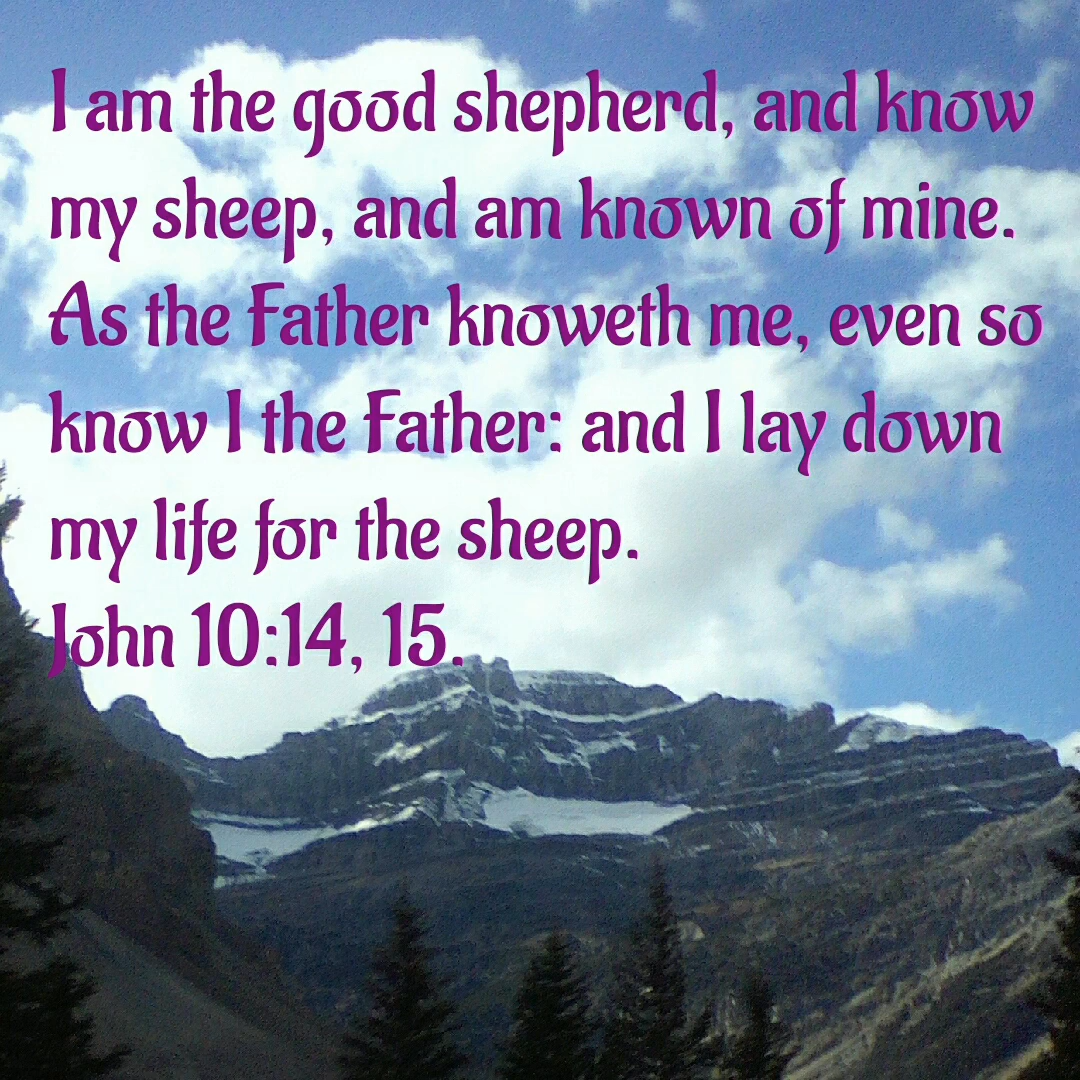 I am the good shepherd, and know
my sheep, and am known of mine.
As the Father knoweth me, even so
know I the Father: and I lay down
my life for the sheep.
John 10:14, 15.